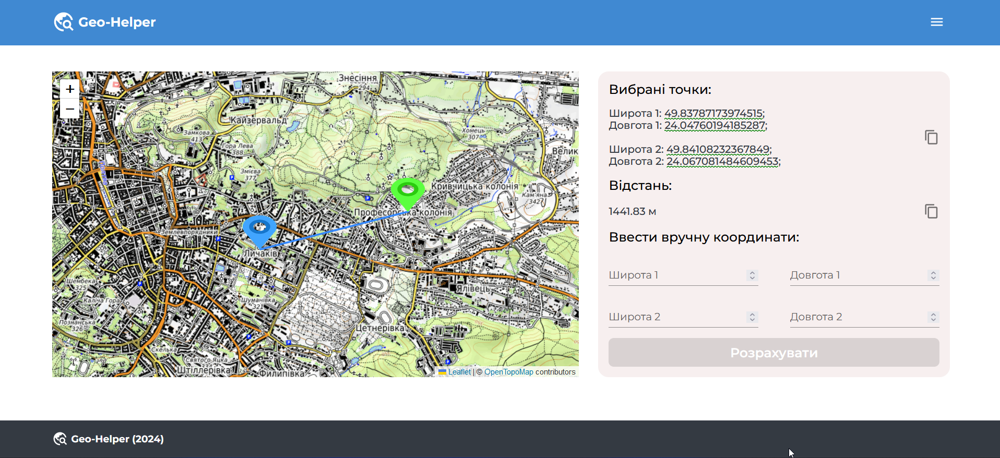 Geo-Helper
+
−
Знесіння
294
Кайзервальд
Замкова
413
Хомець
307
Гора Лева
388
Велик
Змієва
377
Кривчицька колонія
Кам'яна
342
Професорська колонія
Землевпорядники
Личаків
Шембека
325
Ялівець
Каліча Гора
Шуманівка
321
Познанська
326
Цетнерівка
Скелька
Святого Яцка
Штіллерівка
Филипівка
Leaflet | © OpenTopoMap contributors
Вибрані точки:
Широта 1: 49.83787173974515;
Довгота 1: 24.04760194185287;
Широта 2: 49.84108232367849;
Довгота 2: 24.067081484609453;
Відстань:
1441.83 м
Ввести вручну координати:
Широта 1
Довгота 1
Широта 2
Довгота 2
Розрахувати
Geo-Helper (2024)